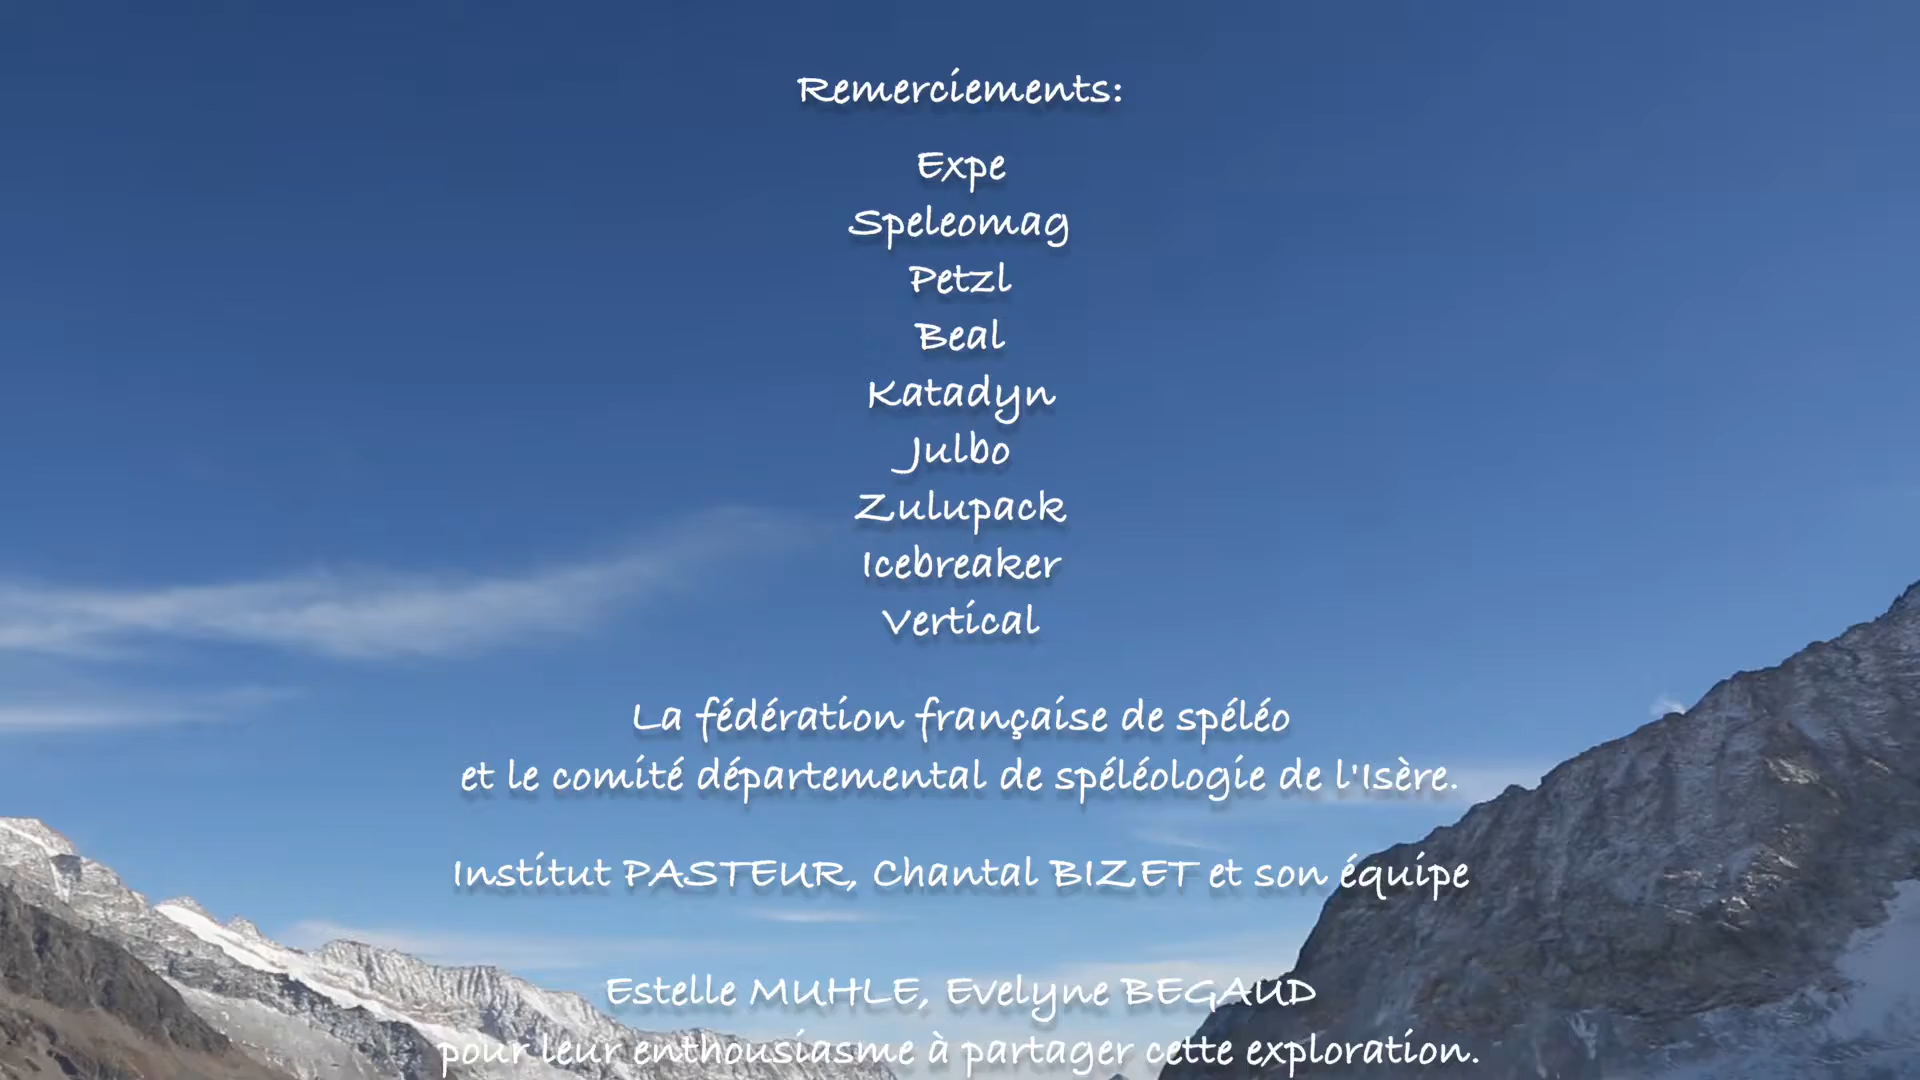 Remerciements:
Expe
Speleomag
Petzl
Beal
Katadyn
Julbo
Zulupack
Icebreaker
Vertical
La fédération française de spéléo
et le comité départemental de spéléologie de l'Isère.
Institut PASTEUR, Chantal BIZET et son équipe
Estelle MUHLE, Evelyne BEGAUD
pour leur enthousiasme à partager cette exploration.